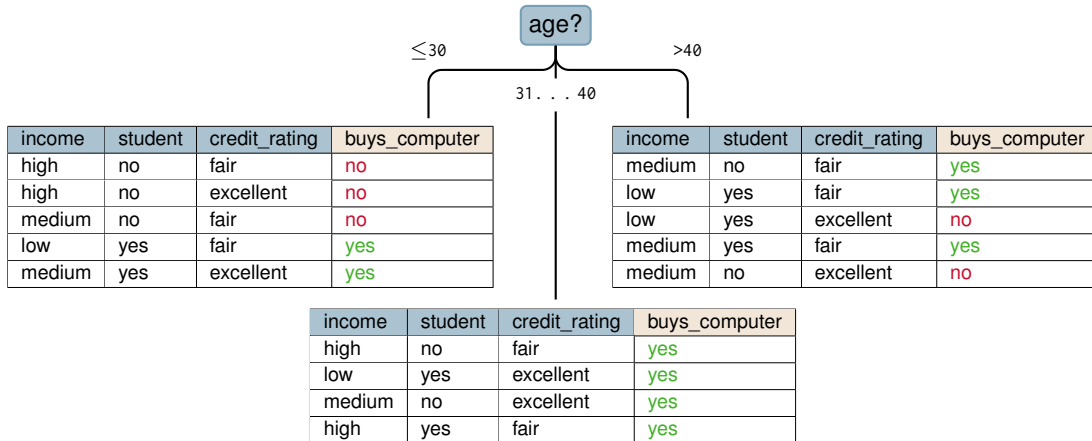 age?
≤30
>40
31. . . 40
income student credit_rating buys_computer
high no fair no
high no excellent no
medium no fair no
low yes fair yes
medium yes excellent yes
income student credit_rating buys_computer
medium no fair yes
low yes fair yes
low yes excellent no
medium yes fair yes
medium no excellent no
income student credit_rating buys_computer
high no fair yes
low yes excellent yes
medium no excellent yes
high yes fair yes